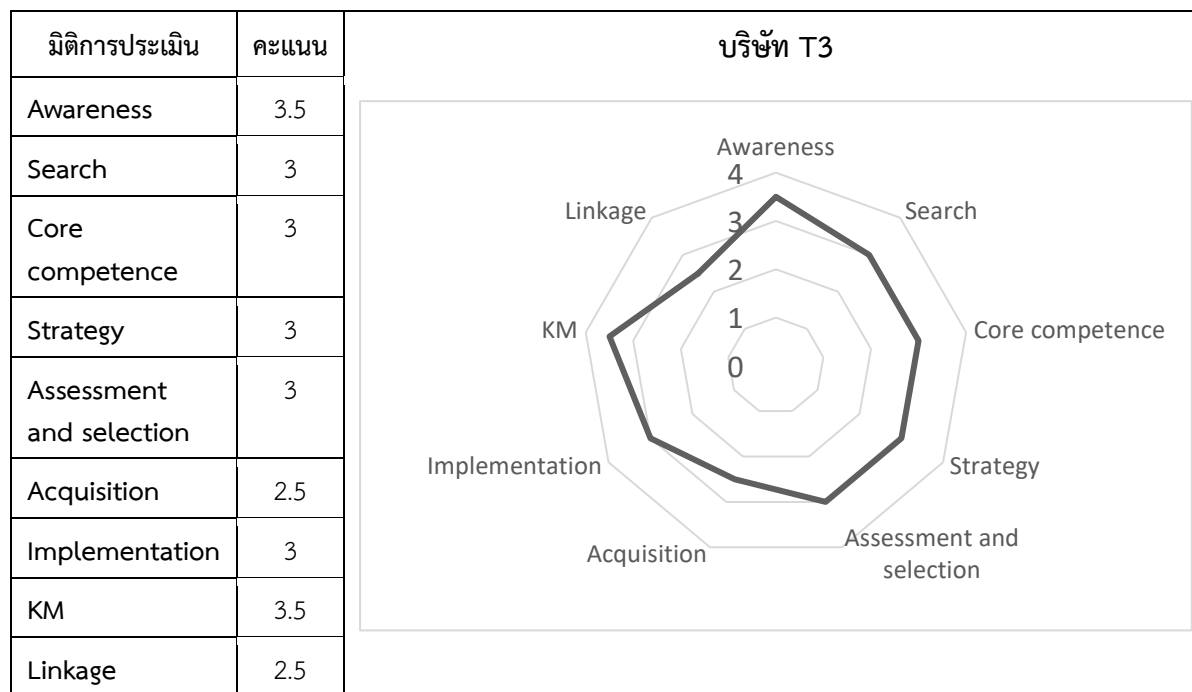 มิติการประเมิน คะแนน
Awareness 3.5
Search 3
Core 3
competence
Strategy 3
Assessment 3
and selection
Acquisition 2.5
Implementation 3
KM 3.5
Linkage 2.5
บริษัท T3
Awareness
4
Linkage
3
Search
2
KM
1
Core competence
0
Implementation
Strategy
Acquisition
Assessment and
selection